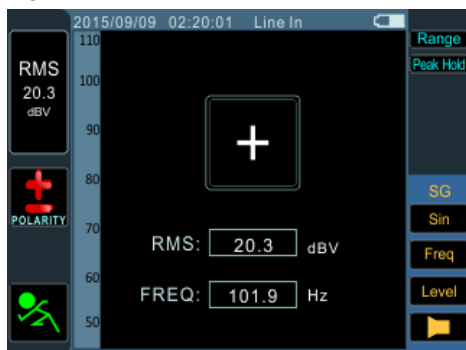 2015/09/09 02:20:01 Line In
RMS
20.3
dBV
POLARITY
110
100
90
80
70
60
50
+
RMS: 20.3 dBV
FREQ: 101.9 Hz
Range
Peak Hold
SG
Sin
Freq
Level